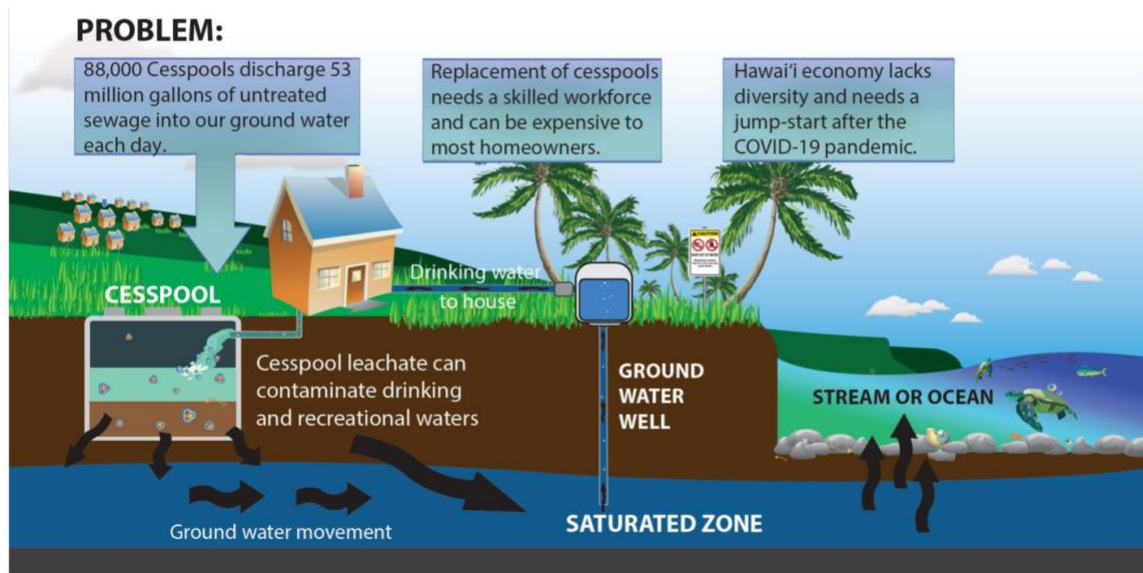 PROBLEM:
88,000 Cesspools discharge 53
million gallons of untreated
sewage into our ground water
each day.
Replacement of cesspools
needs a skilled workforce
and can be expensive to
most homeowners.
Hawai‘i economy lacks
diversity and needs a
jump-start after the
COVID-19 pandemic.
CAUTION
Drinking water
to house
CESSPOOL
Cesspool leachate can
contaminate drinking
and recreational waters
GROUND
WATER
WELL
STREAM OR OCEAN
Ground water movement
SATURATED ZONE